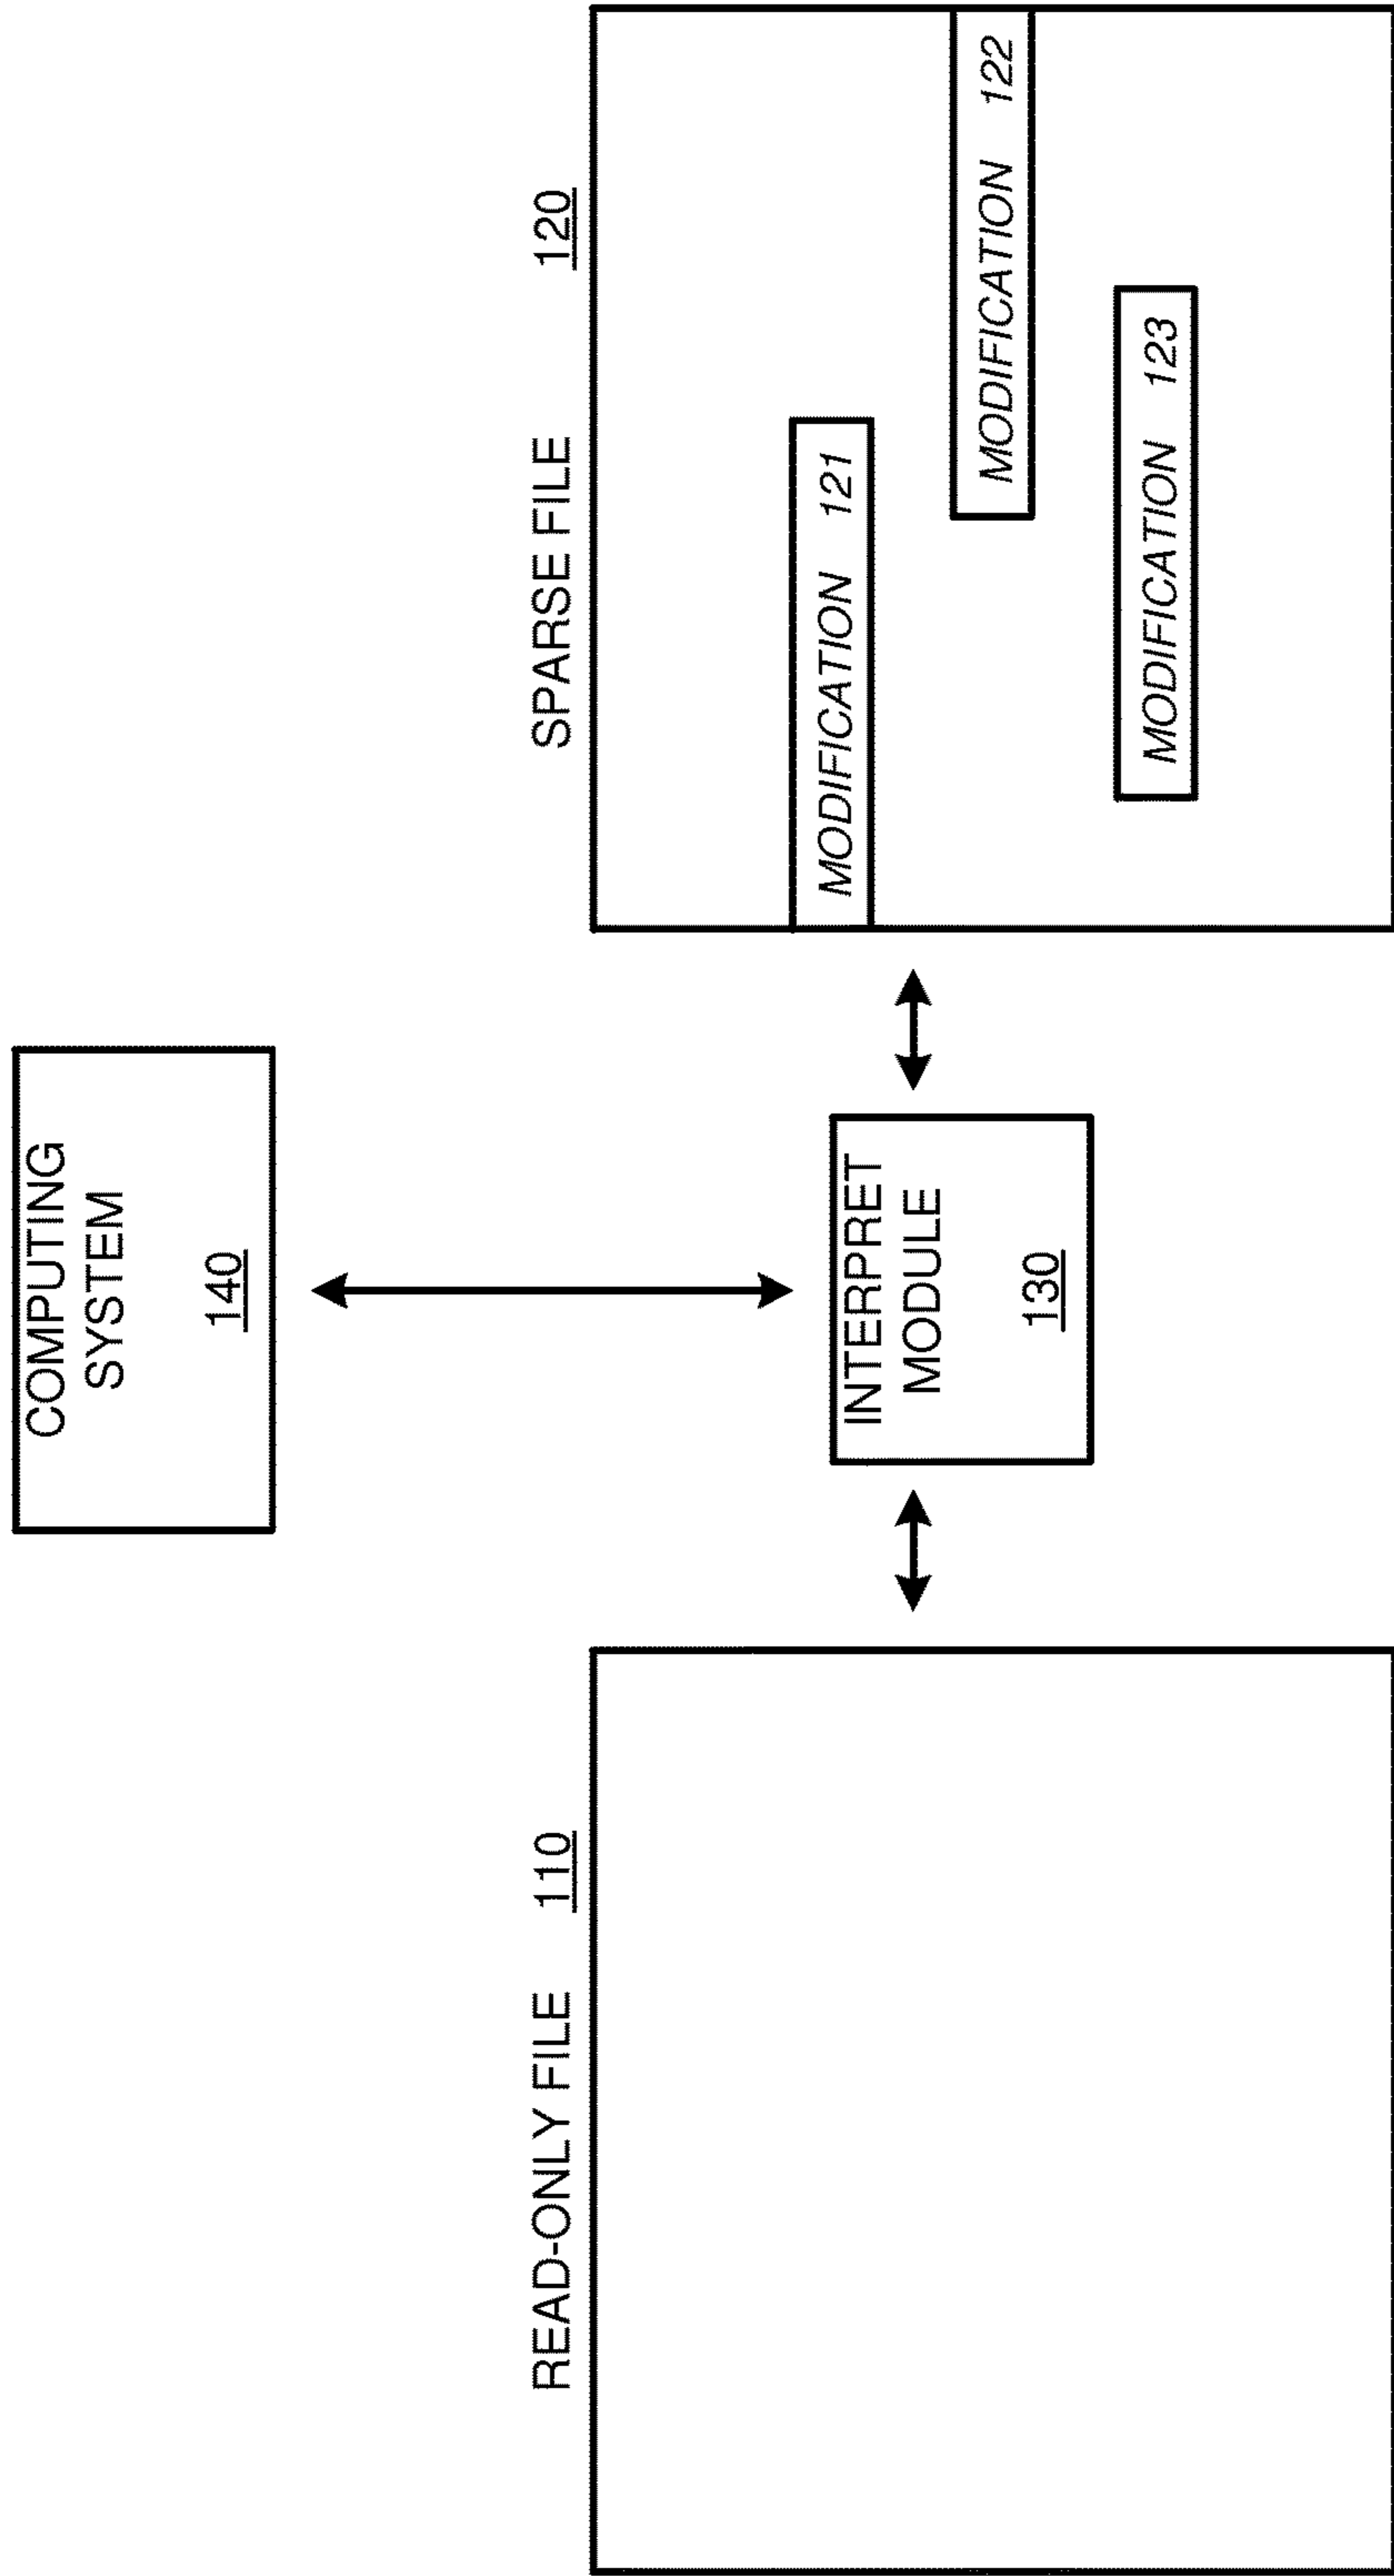 COMPUTING
SYSTEM
140
READ-ONLY FILE 110
SPARSE FILE 120
INTERPRET
MODULE
130
MODIFICATION 121
MODIFICATION 122
MODIFICATION 123